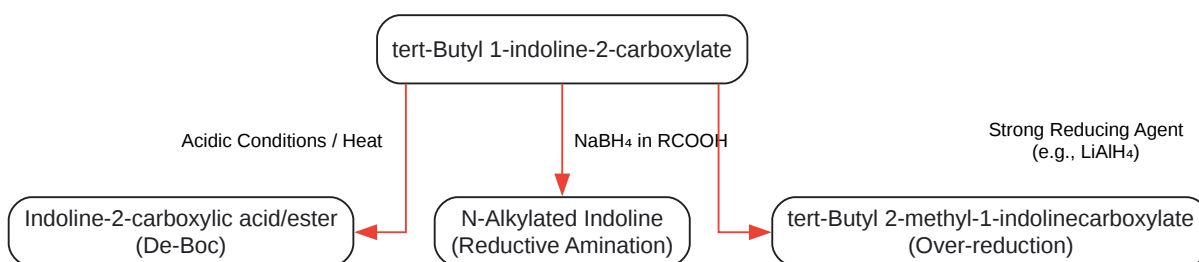 tert-Butyl 1-indoline-2-carboxylate
Acidic Conditions / Heat
NaBH₄ in RCOOH
Strong Reducing Agent
(e.g., LiAlH₄)
Indoline-2-carboxylic acid/ester
(De-Boc)
N-Alkylated Indoline
(Reductive Amination)
tert-Butyl 2-methyl-1-indolinecarboxylate
(Over-reduction)